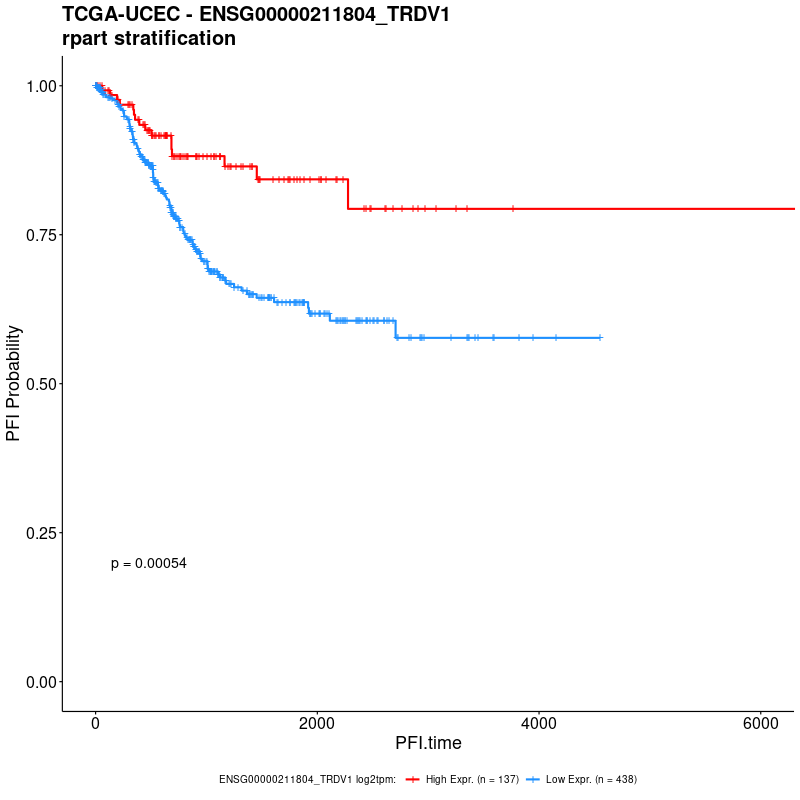 TCGA-UCEC - ENSG00000211804_TRDV1
rpart stratification
1.00
0.75
0.50
0.25
0.00
PFI Probability
p = 0.00054
0 2000 4000 6000
PFI.time
ENSG00000211804_TRDV1 log2tpm: High Expr. (n = 137) Low Expr. (n = 438)